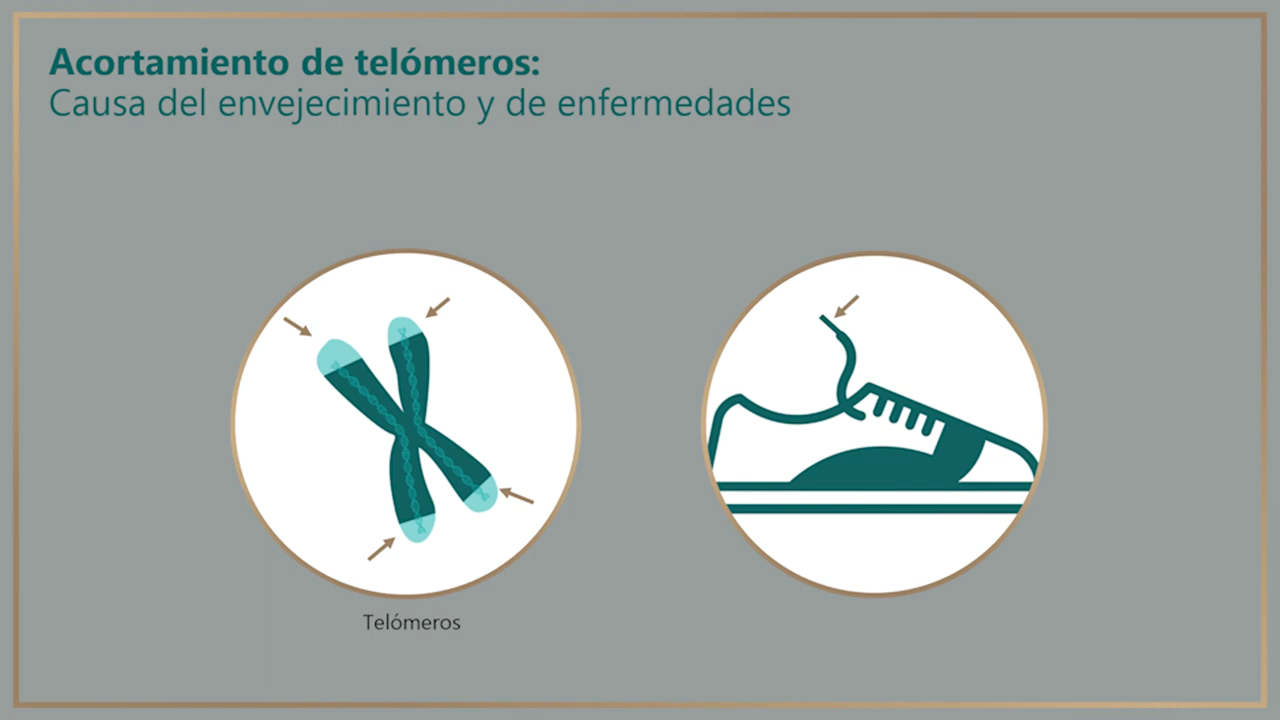 Acortamiento de telómeros:
Causa del envejecimiento y de enfermedades
Telómeros